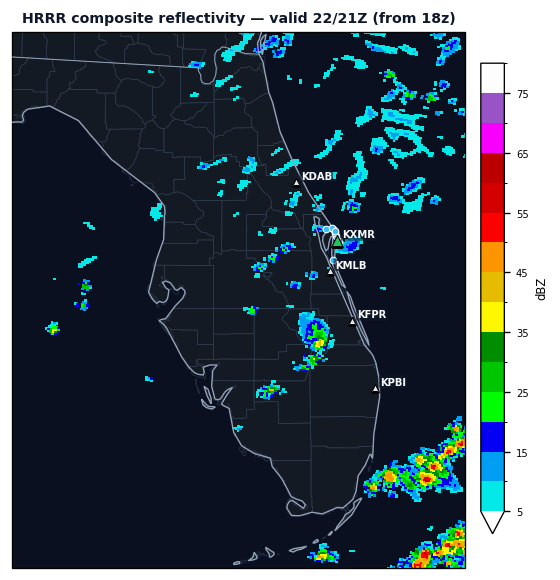 HRRR composite reflectivity — valid 22/21Z (from 18z)
KDAB
KXMR
KMLB
KFPR
KPBI
75
65
55
45
35
25
15
5
dBZ